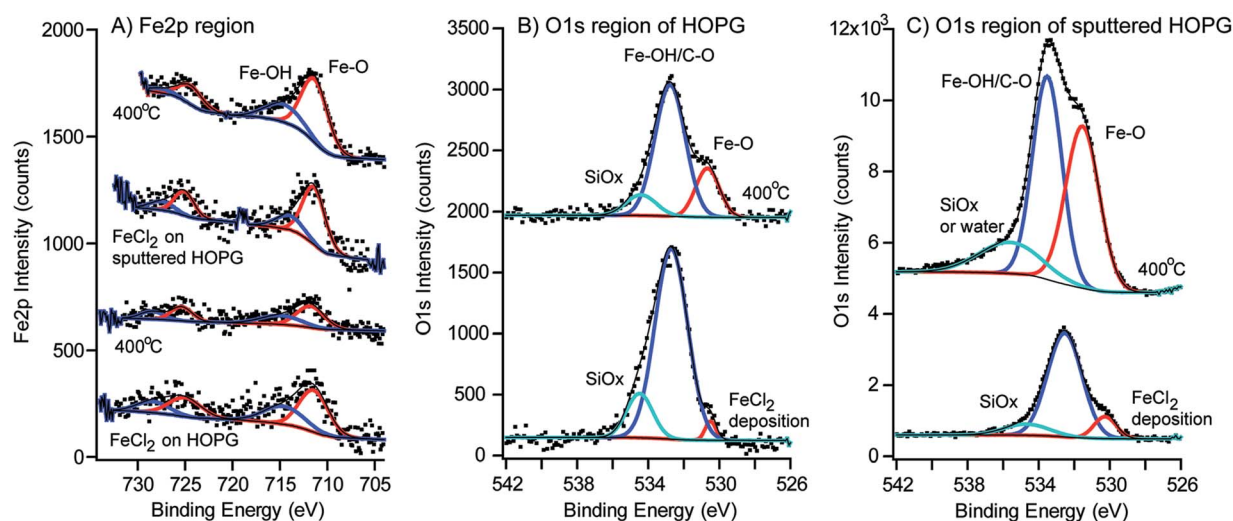 A) Fe2p region
2000
1500
1000
500
0
Fe2p Intensity (counts)
Fe-OH
Fe-O
400°C
FeCl2 on
sputtered HOPG
400°C
FeCl2 on HOPG
730 725 720 715 710 705
Binding Energy (eV)
B) O1s region of HOPG
3500
3000
2500
2000
1500
1000
500
0
O1s Intensity (counts)
Fe-OH/C-O
SiOx
Fe-O
400°C
SiOx
FeCl2
deposition
542 538 534 530 526
Binding Energy (eV)
C) O1s region of sputtered HOPG
12x10³
10
8
6
4
2
0
O1s Intensity (counts)
Fe-OH/C-O
Fe-O
SiOx
or water
400°C
SiOx
FeCl2
deposition
542 538 534 530 526
Binding Energy (eV)